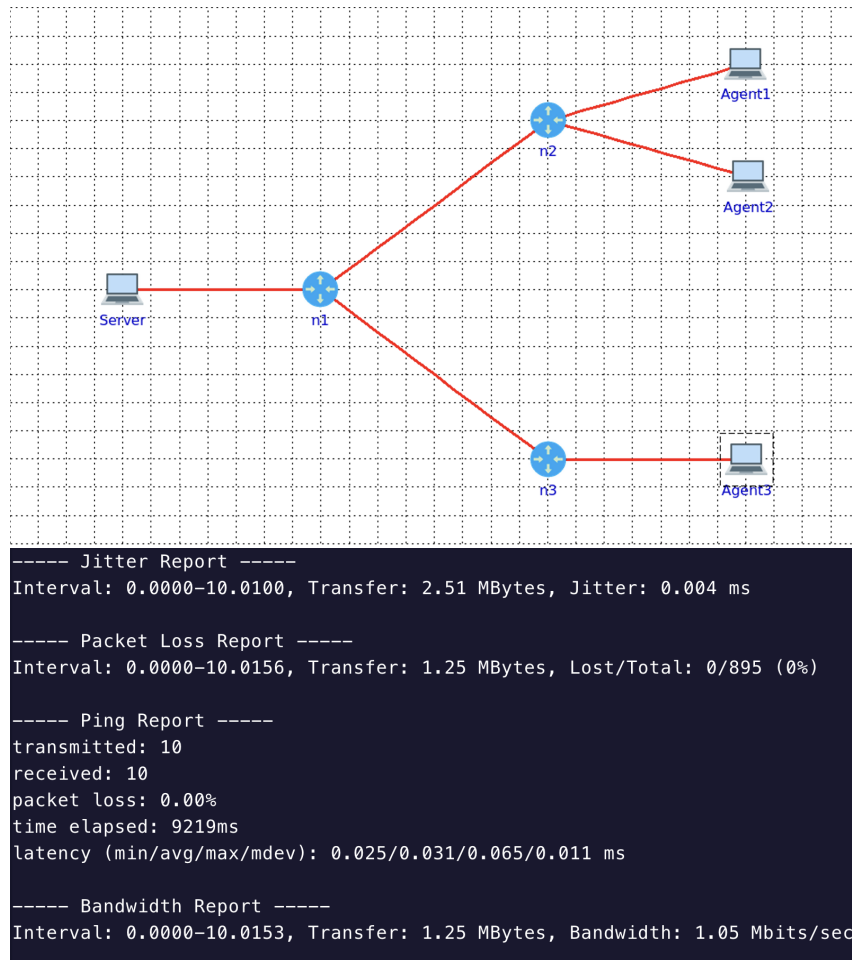 Agent1
n2
Agent2
Server
n1
n3
Agent3
----- Jitter Report -----
Interval: 0.0000-10.0100, Transfer: 2.51 MBytes, Jitter: 0.004 ms
----- Packet Loss Report -----
Interval: 0.0000-10.0156, Transfer: 1.25 MBytes, Lost/Total: 0/895 (0%)
----- Ping Report -----
transmitted: 10
received: 10
packet loss: 0.00%
time elapsed: 9219ms
latency (min/avg/max/mdev): 0.025/0.031/0.065/0.011 ms
----- Bandwidth Report -----
Interval: 0.0000-10.0153, Transfer: 1.25 MBytes, Bandwidth: 1.05 Mbits/sec